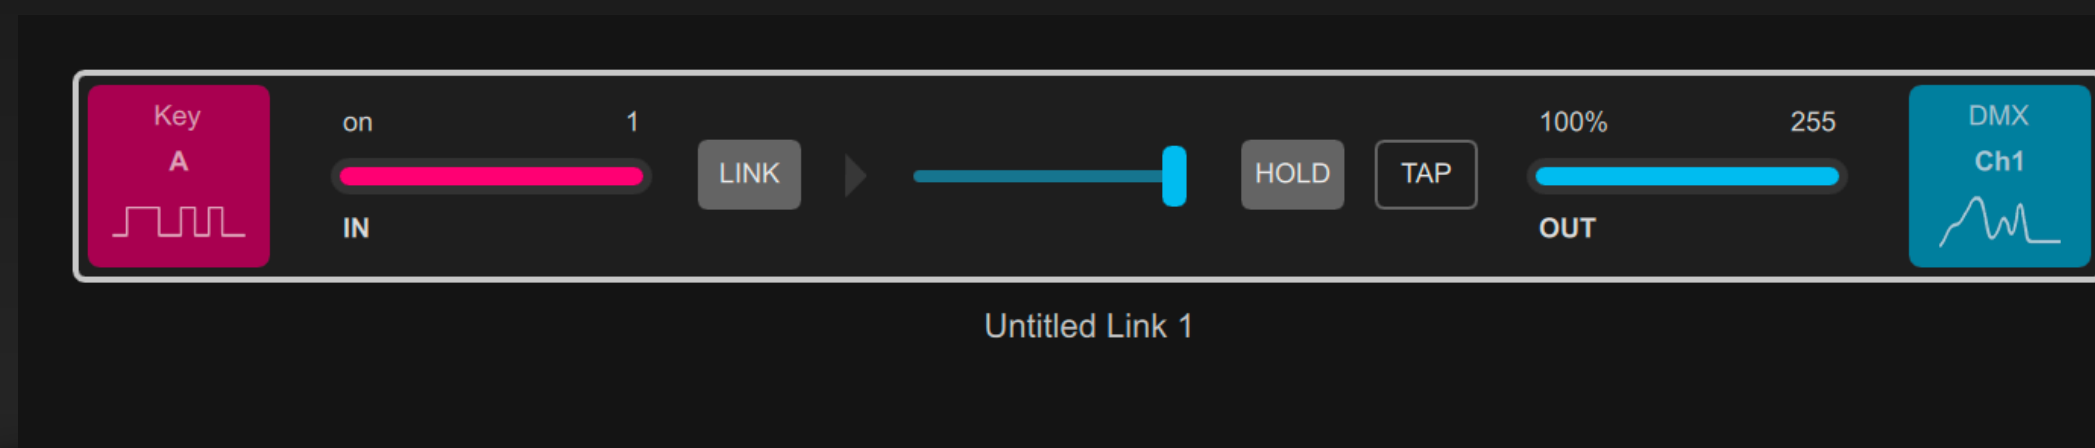 Key
A
on 1
IN
LINK
HOLD
TAP
100% 255
OUT
DMX
Ch1
Untitled Link 1